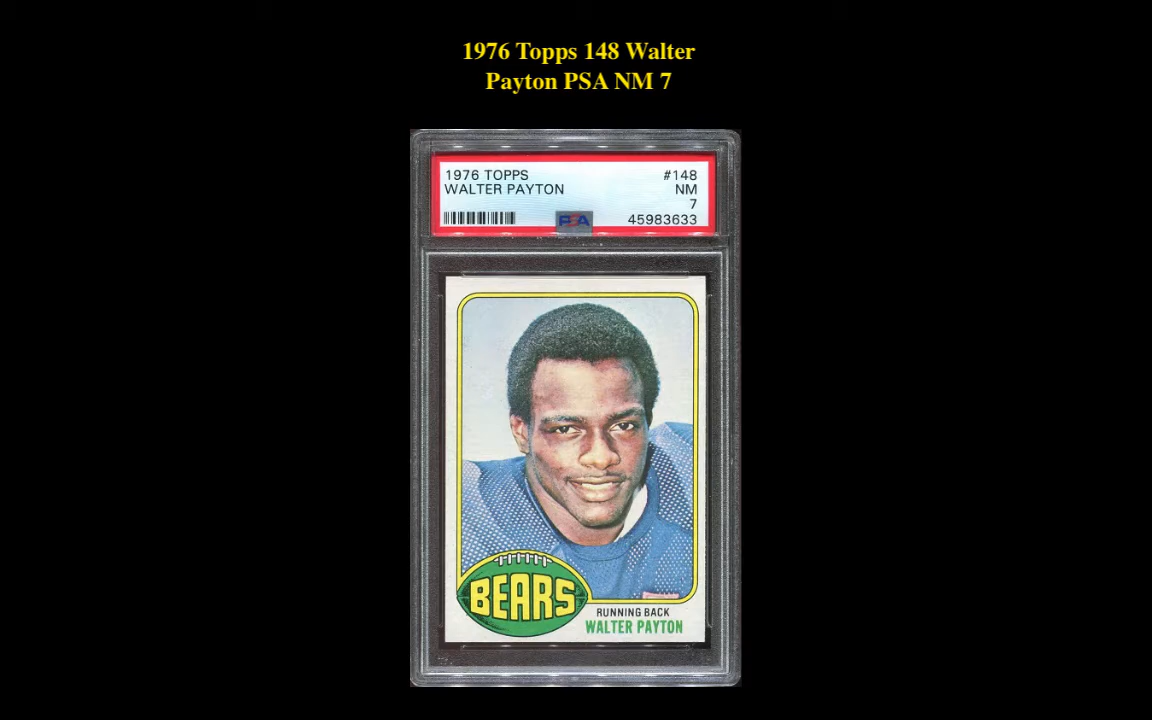 1976 Topps 148 Walter
Payton PSA NM 7
1976 TOPPS #148
WALTER PAYTON NM
7
PSA 45983633
BEARS
RUNNING BACK
WALTER PAYTON